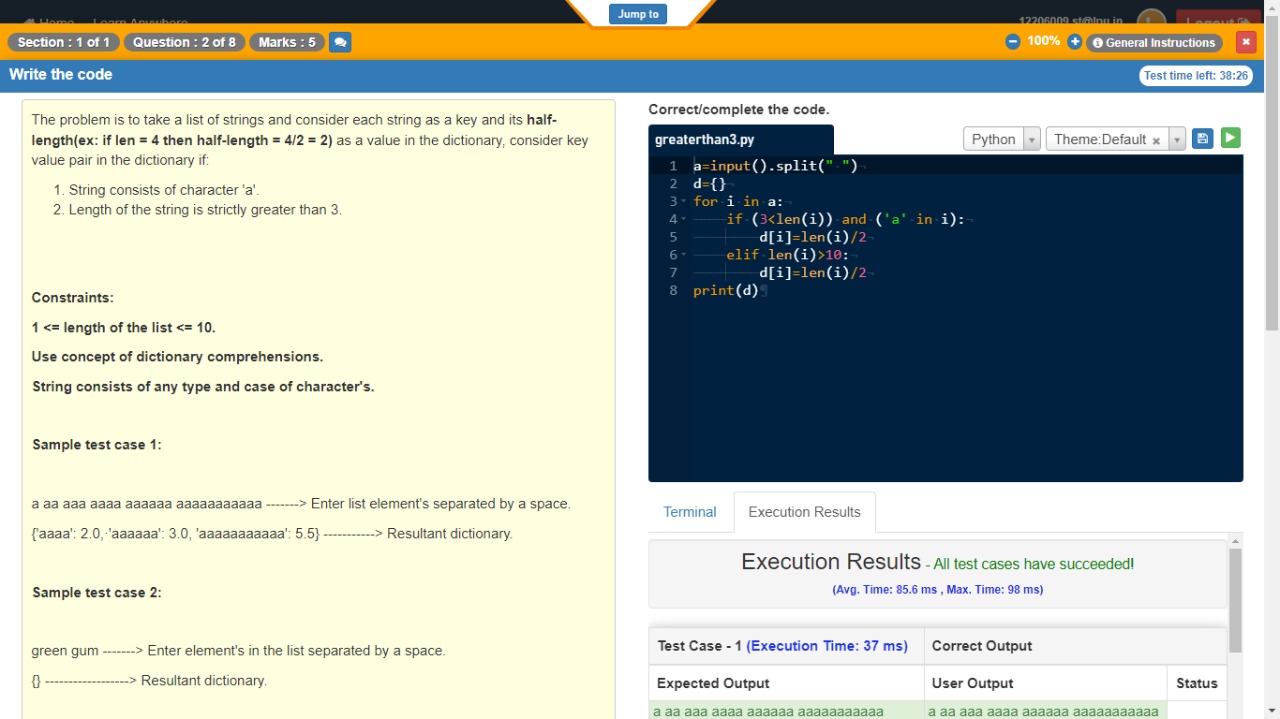 Home Learn Anywhere
Jump to
12206009.st@lpu.in
Logout
Section : 1 of 1 Question : 2 of 8 Marks : 5
100% General Instructions
Write the code
Test time left: 38:26
The problem is to take a list of strings and consider each string as a key and its half-
length(ex: if len = 4 then half-length = 4/2 = 2) as a value in the dictionary, consider key
value pair in the dictionary if:
1. String consists of character 'a'.
2. Length of the string is strictly greater than 3.
Constraints:
1 <= length of the list <= 10.
Use concept of dictionary comprehensions.
String consists of any type and case of character's.
Sample test case 1:
a aa aaa aaaa aaaaaa aaaaaaaaaaa -------> Enter list element's separated by a space.
{'aaaa': 2.0, 'aaaaaa': 3.0, 'aaaaaaaaaaa': 5.5} -----------> Resultant dictionary.
Sample test case 2:
green gum -------> Enter element's in the list separated by a space.
{} ------------------> Resultant dictionary.
Correct/complete the code.
greaterthan3.py
Python Theme:Default
1 a=input().split(" ")
2 d={}
3 for i in a:
4 if (3<len(i)) and ('a' in i):
5 d[i]=len(i)/2
6 elif len(i)>10:
7 d[i]=len(i)/2
8 print(d)
Terminal Execution Results
Execution Results - All test cases have succeeded!
(Avg. Time: 85.6 ms , Max. Time: 98 ms)
Test Case - 1 (Execution Time: 37 ms) Correct Output
Expected Output User Output Status
a aa aaa aaaa aaaaaa aaaaaaaaaaa a aa aaa aaaa aaaaaa aaaaaaaaaaa